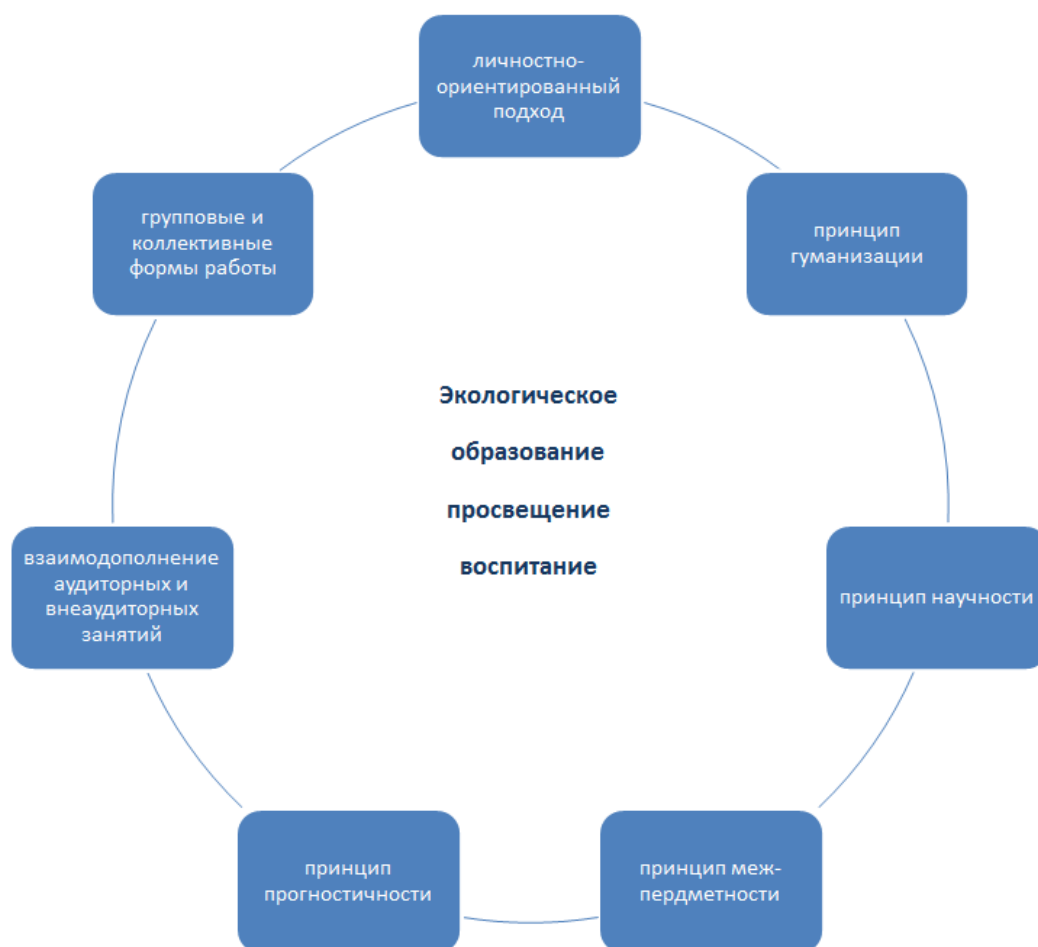 личностно-
ориентированный
подход
принцип
гуманизации
принцип научности
принцип меж-
пердметности
принцип
прогностичности
взаимодополнение
аудиторных и
внеаудиторных
занятий
групповые и
коллективные
формы работы
Экологическое
образование
просвещение
воспитание